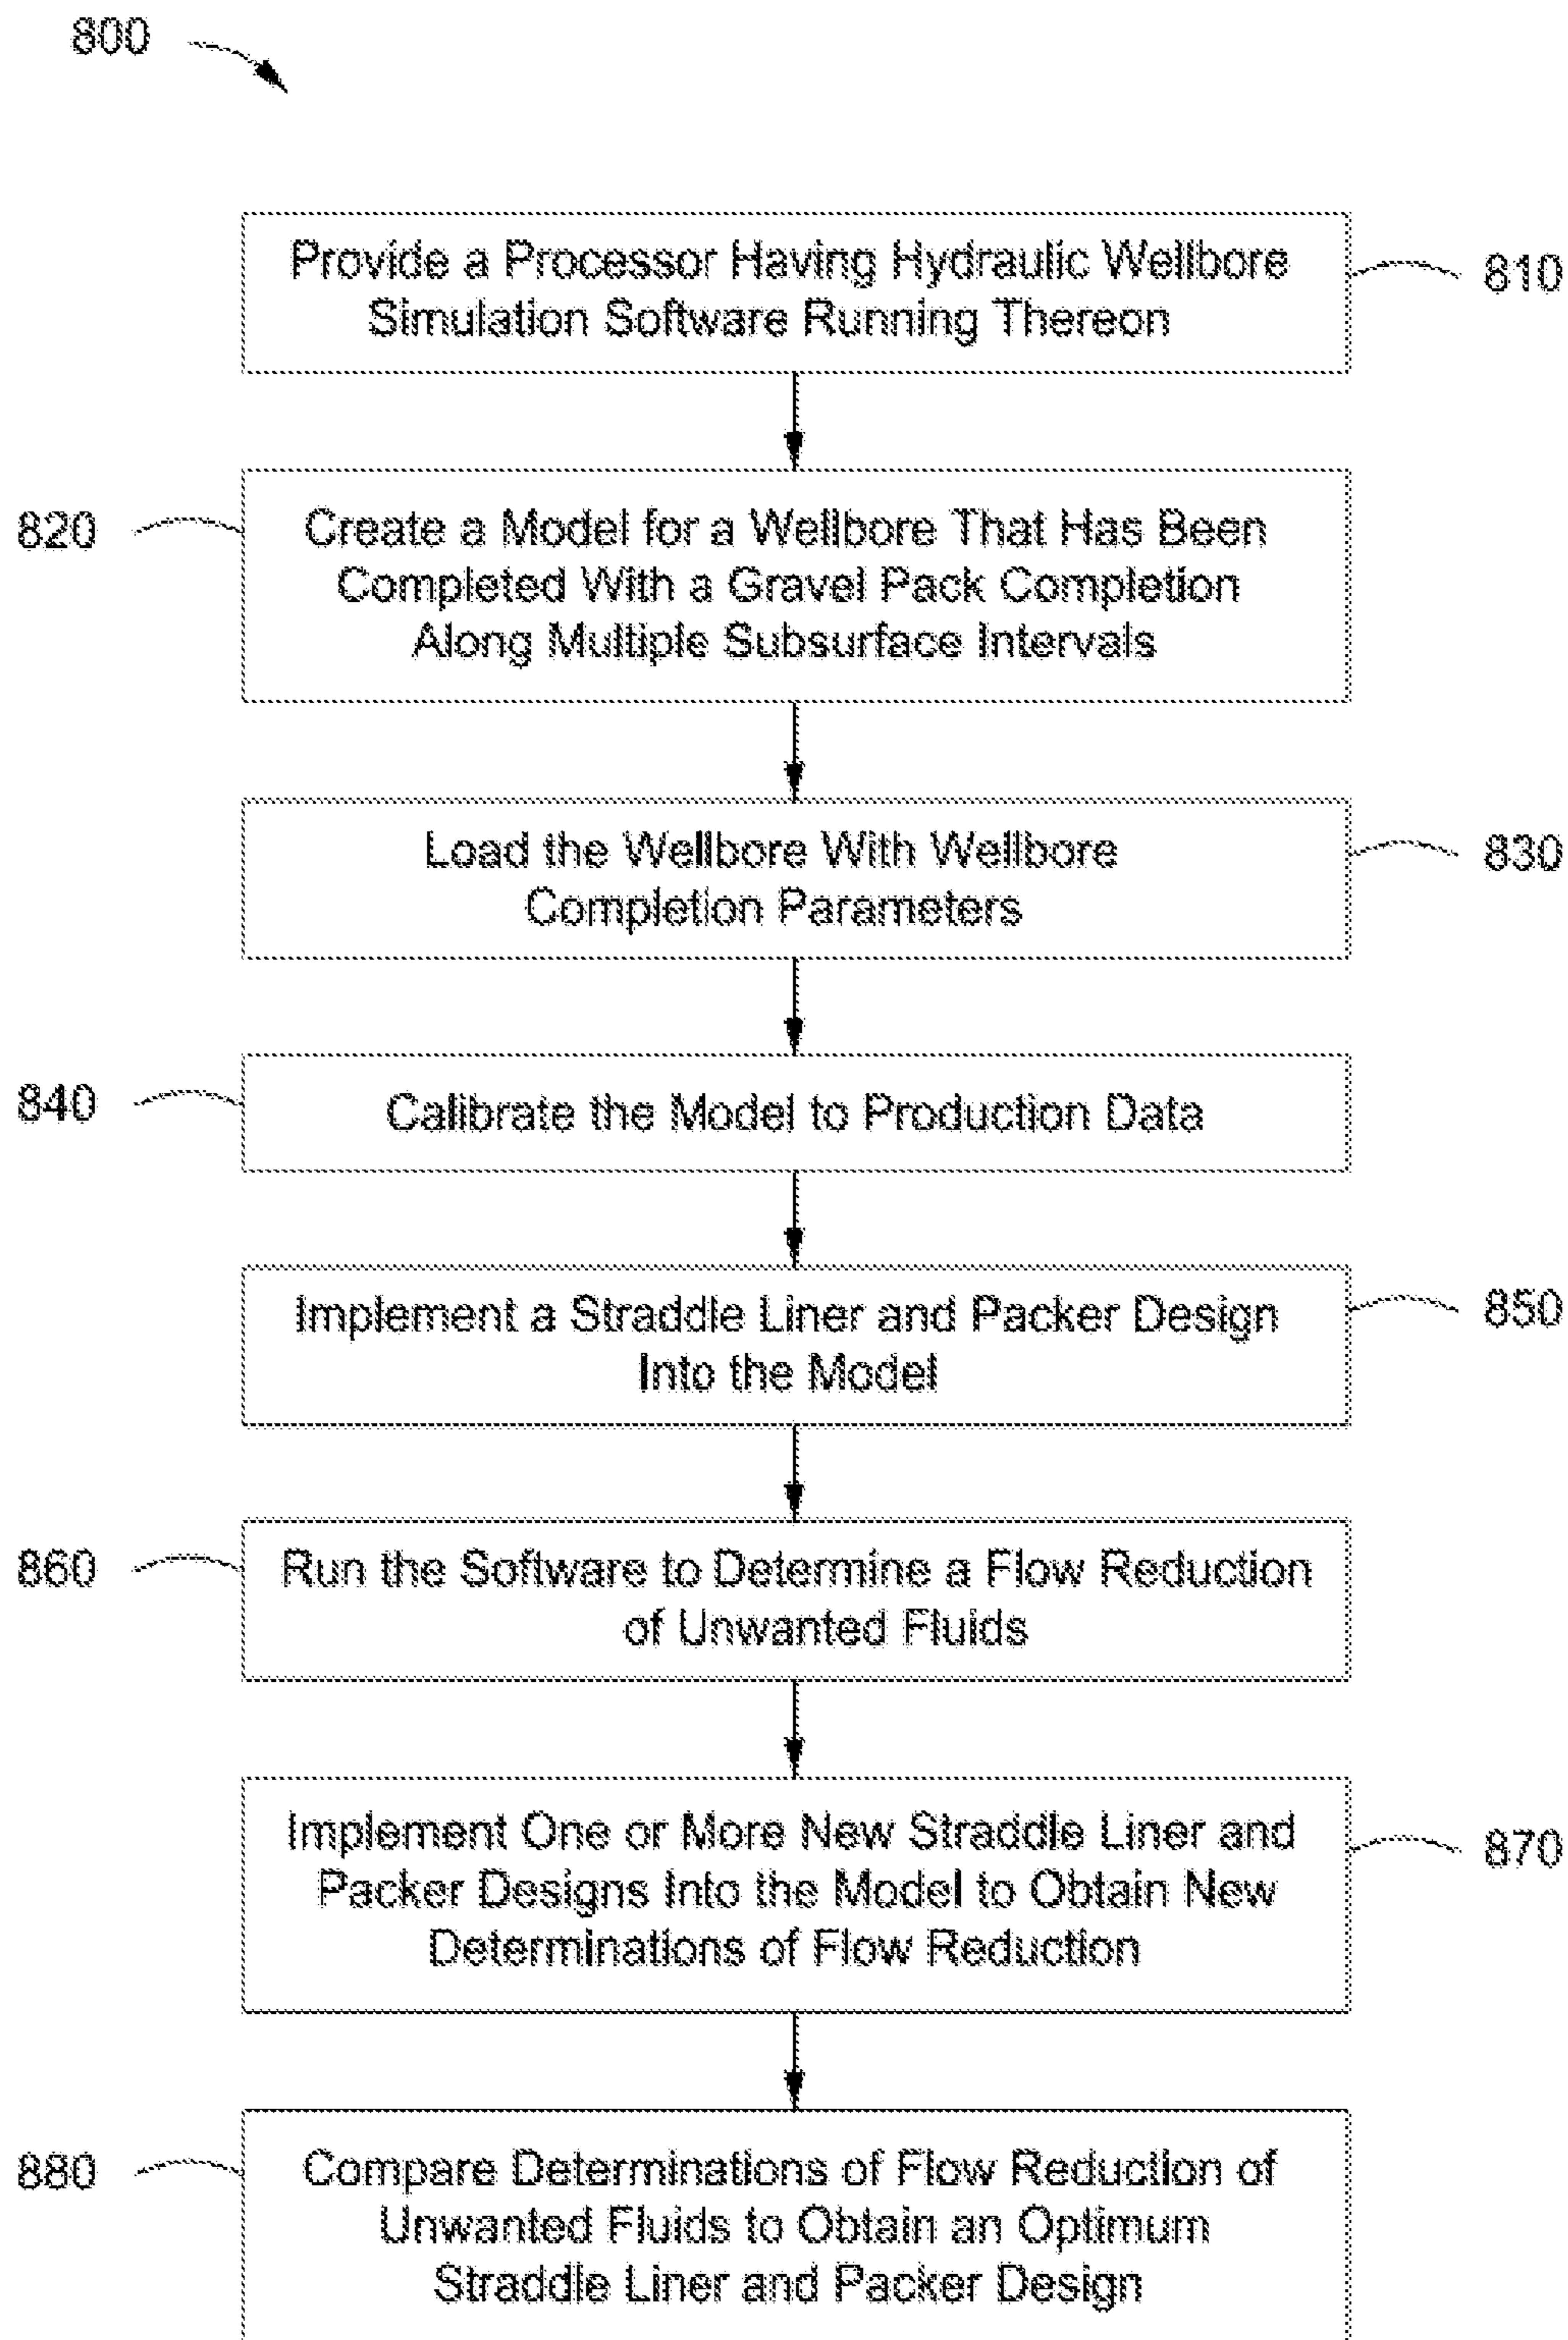 800
Provide a Processor Having Hydraulic Wellbore
Simulation Software Running Thereon
810
820
Create a Model for a Wellbore That Has Been
Completed With a Gravel Pack Completion
Along Multiple Subsurface Intervals
Load the Wellbore With Wellbore
Completion Parameters
830
840
Calibrate the Model to Production Data
Implement a Straddle Liner and Packer Design
Into the Model
850
860
Run the Software to Determine a Flow Reduction
of Unwanted Fluids
Implement One or More New Straddle Liner and
Packer Designs Into the Model to Obtain New
Determinations of Flow Reduction
870
880
Compare Determinations of Flow Reduction of
Unwanted Fluids to Obtain an Optimum
Straddle Liner and Packer Design